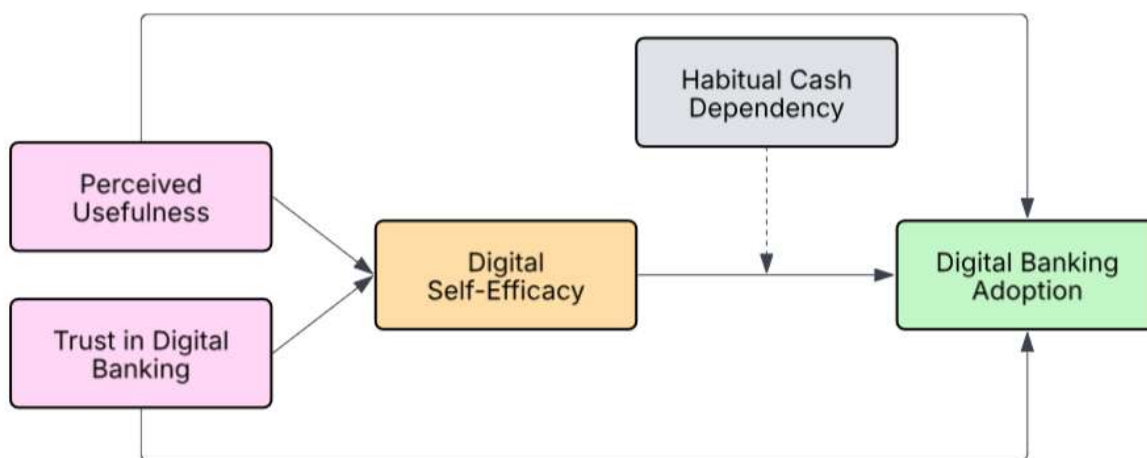 Habitual Cash
Dependency
Perceived
Usefulness
Digital
Self-Efficacy
Digital Banking
Adoption
Trust in Digital
Banking